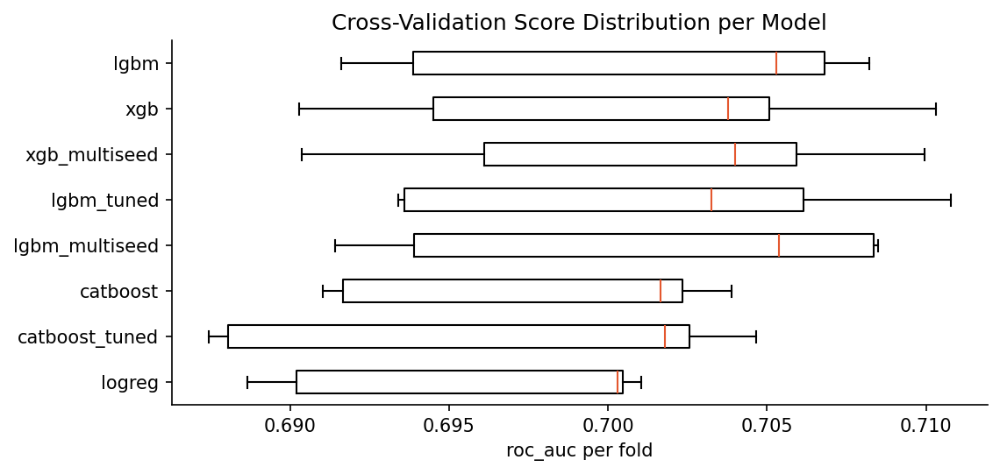 Cross-Validation Score Distribution per Model
lgbm
xgb
xgb_multiseed
lgbm_tuned
lgbm_multiseed
catboost
catboost_tuned
logreg
0.690 0.695 0.700 0.705 0.710
roc_auc per fold